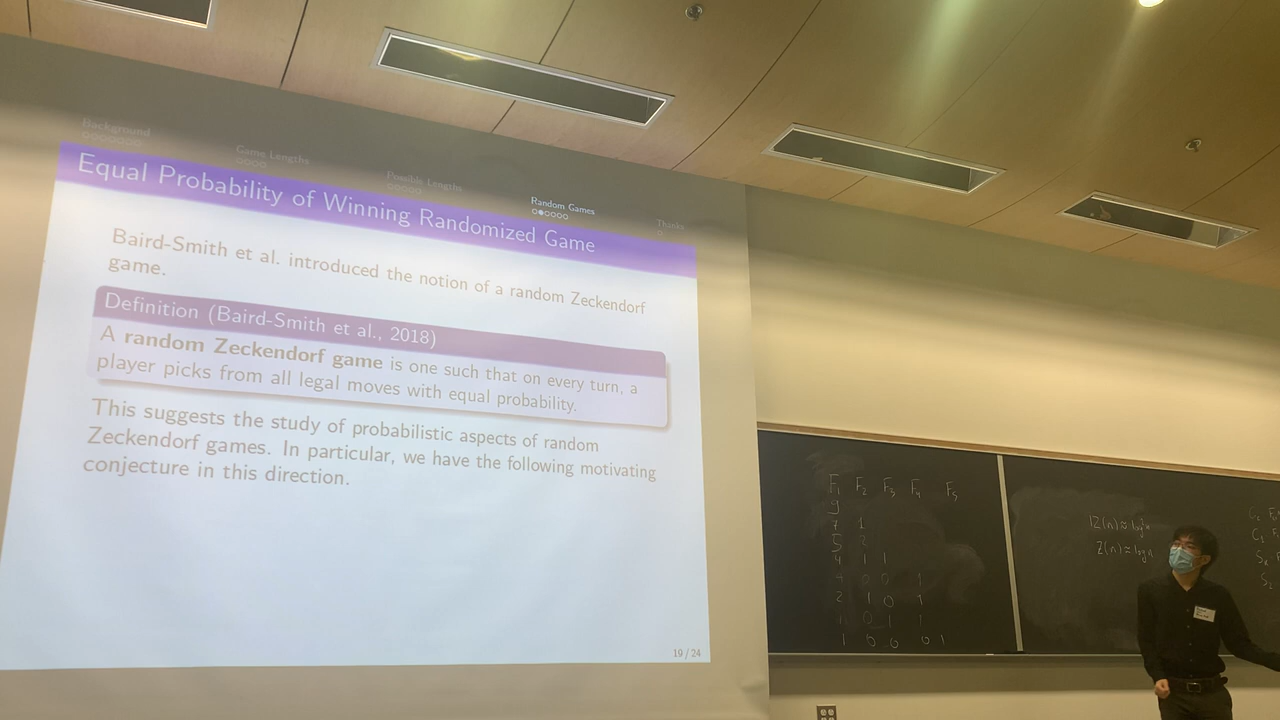 Background
Game Lengths
Possible Lengths
Random Games
Thanks
Equal Probability of Winning Randomized Game
Baird-Smith et al. introduced the notion of a random Zeckendorf
game.
Definition (Baird-Smith et al., 2018)
A random Zeckendorf game is one such that on every turn, a
player picks from all legal moves with equal probability.
This suggests the study of probabilistic aspects of random
Zeckendorf games. In particular, we have the following motivating
conjecture in this direction.
19 / 24
F₁ F₂ F₃ F₄ F₅
9
7 1
5 2
4 1 1
4 0 0 1
2 1 0 1
1 0 1 1
1 0 0 0 1
Z(n) ≈ log n